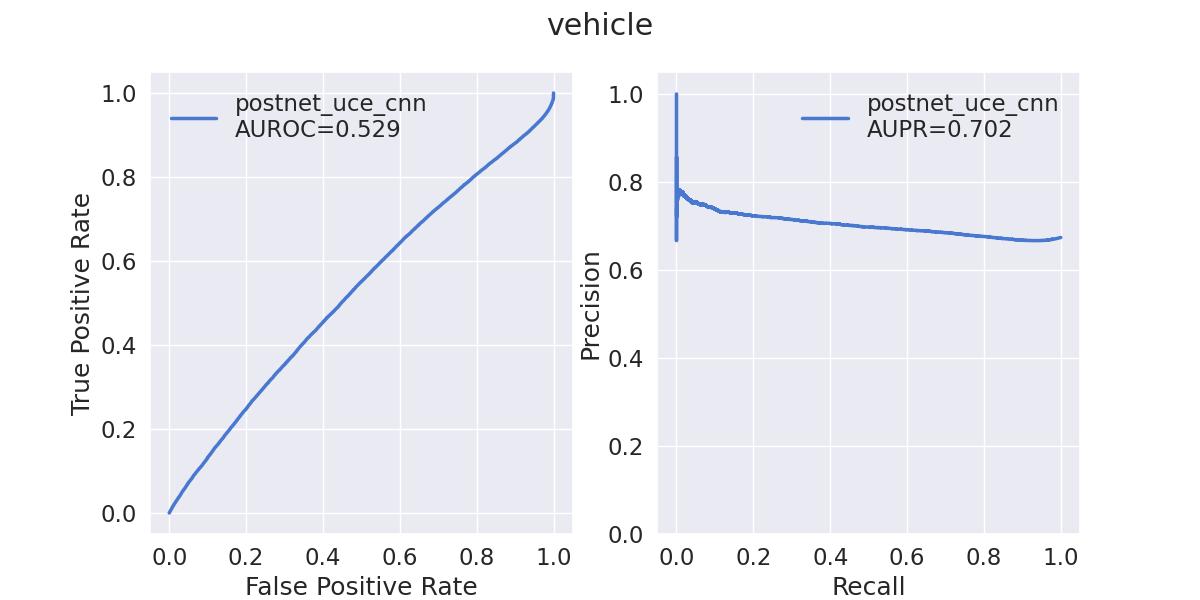 vehicle
postnet_uce_cnn
AUROC=0.529
True Positive Rate
1.0
0.8
0.6
0.4
0.2
0.0
0.0 0.2 0.4 0.6 0.8 1.0
False Positive Rate
postnet_uce_cnn
AUPR=0.702
Precision
1.0
0.8
0.6
0.4
0.2
0.0
0.0 0.2 0.4 0.6 0.8 1.0
Recall